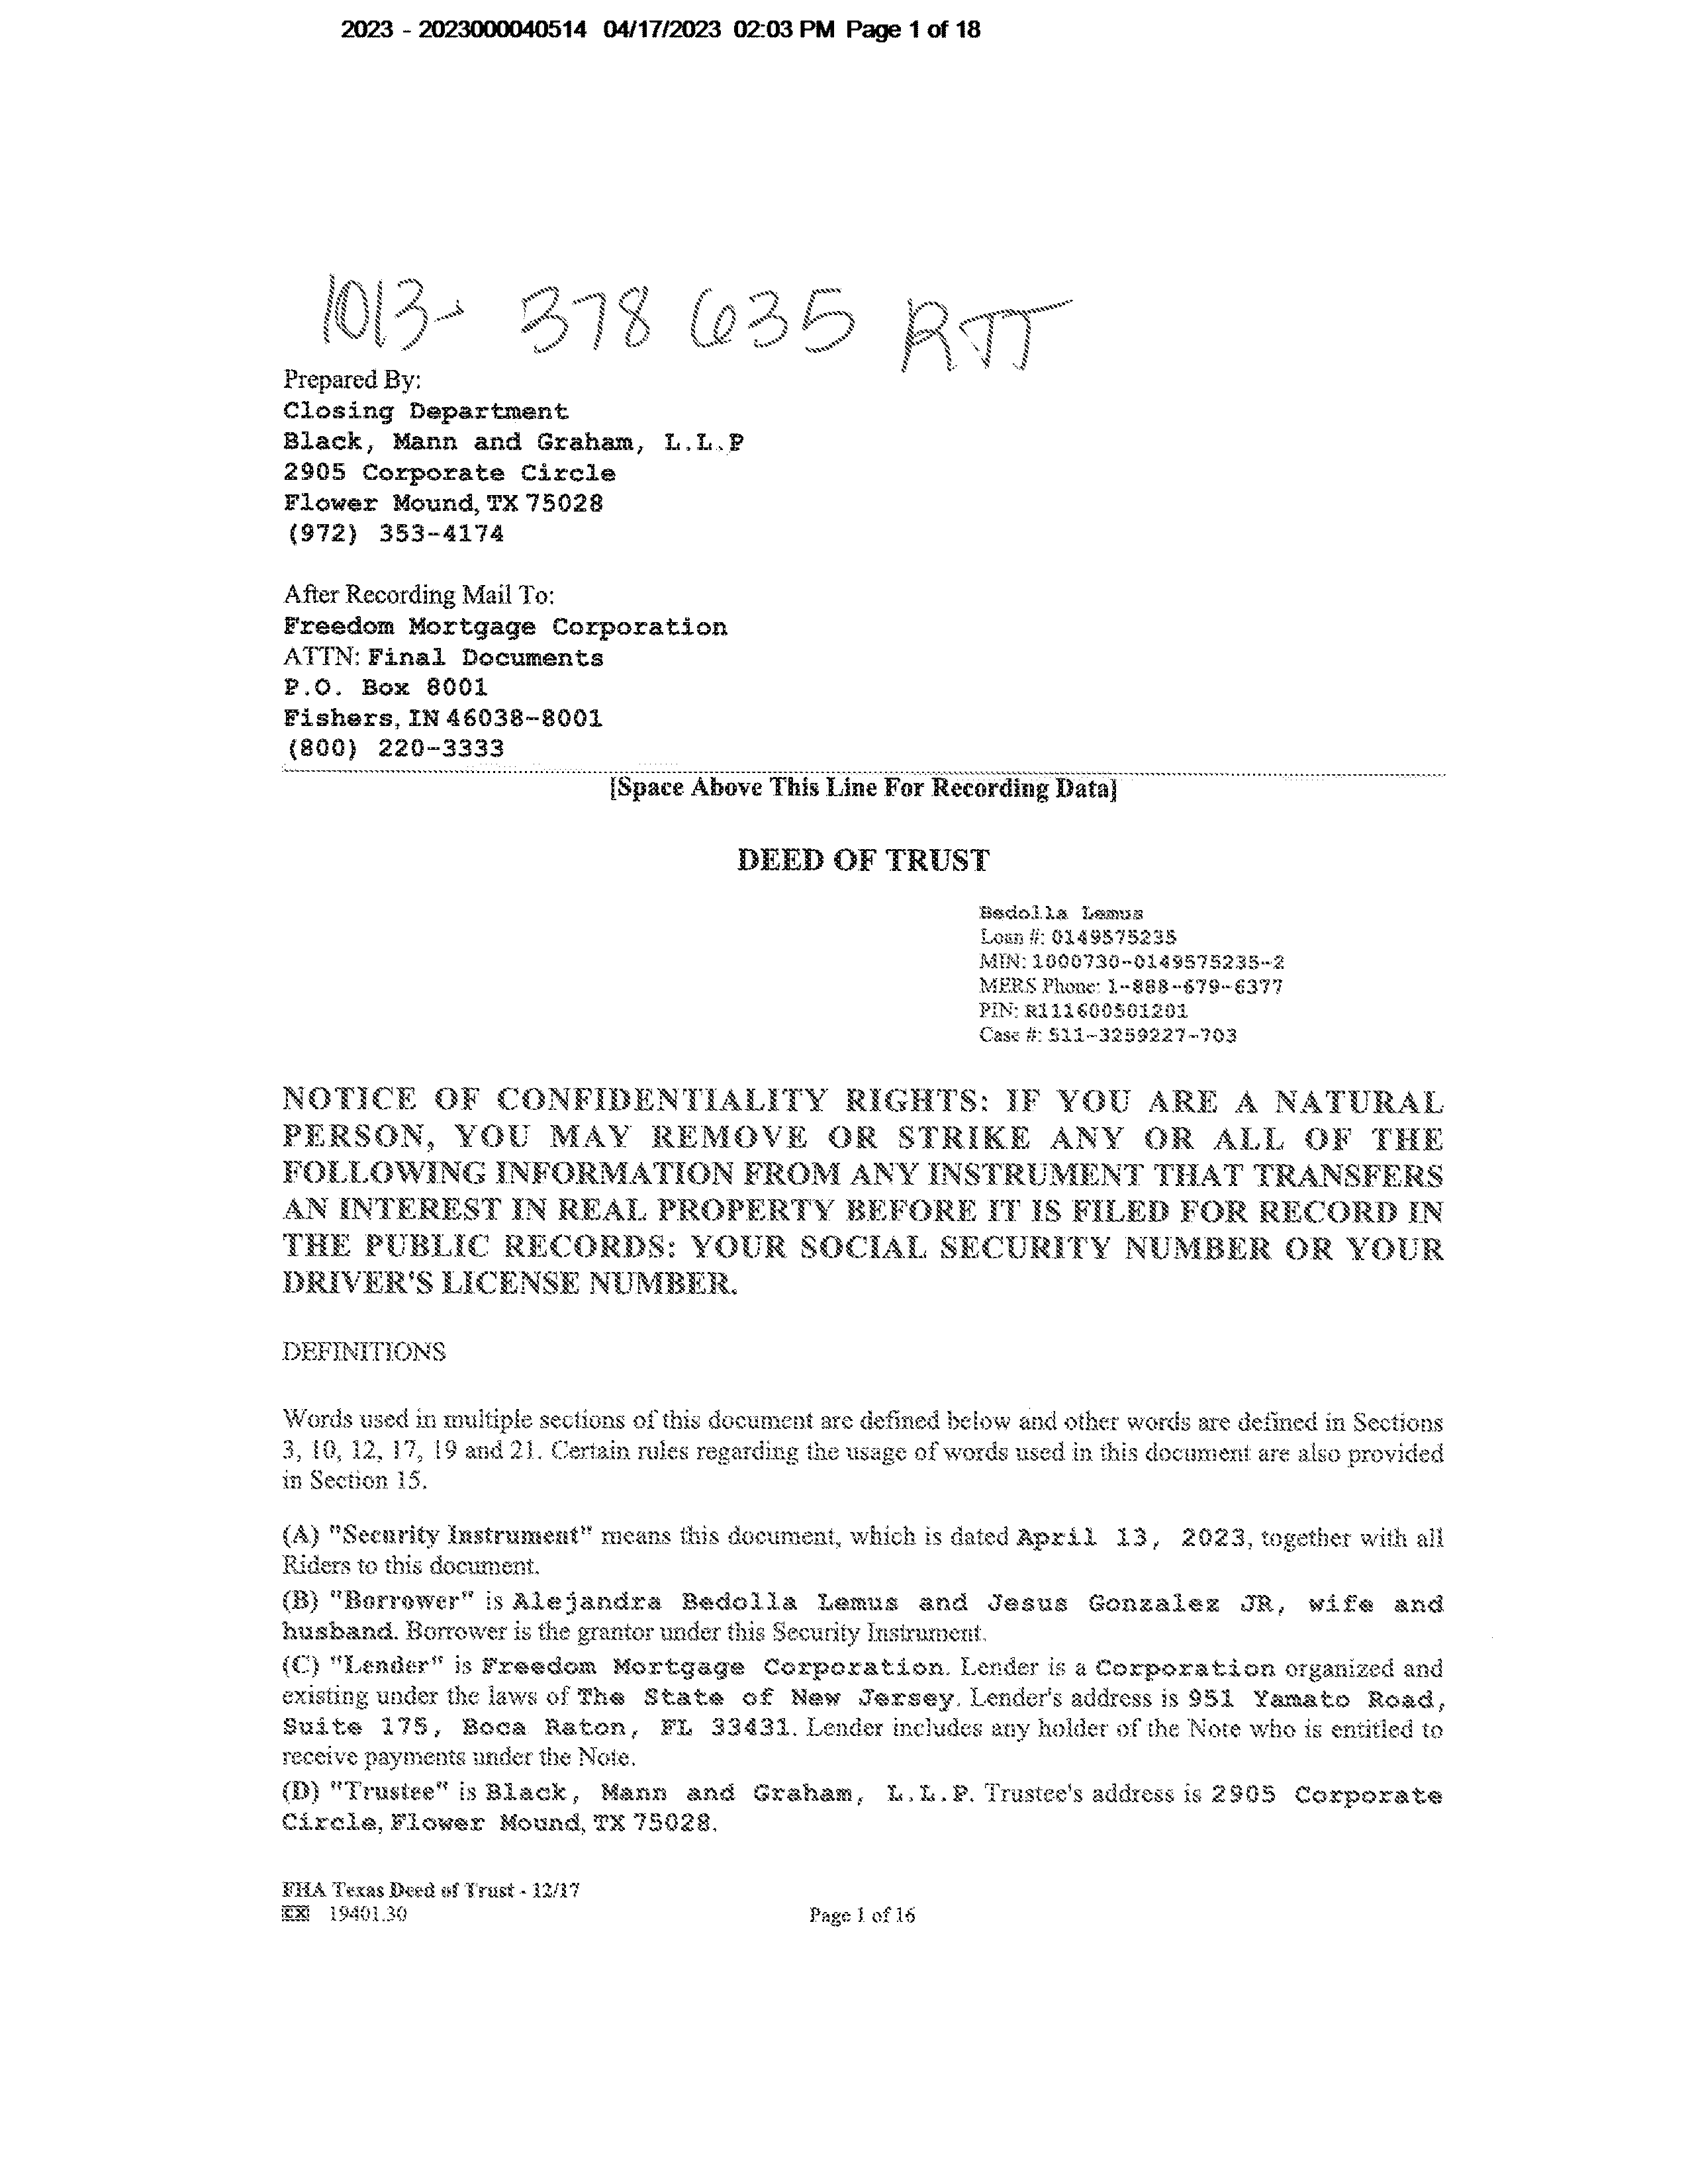 2023 - 2023000040514 04/17/2023 02:03 PM Page 1 of 18
1013- 378 635 RTT
Prepared By:
Closing Department
Black, Mann and Graham, L.L.P
2905 Corporate Circle
Flower Mound, TX 75028
(972) 353-4174
After Recording Mail To:
Freedom Mortgage Corporation
ATTN: Final Documents
P.O. Box 8001
Fishers, IN 46038-8001
(800) 220-3333
[Space Above This Line For Recording Data]
DEED OF TRUST
Bedolla Lemus
Loan #: 0149575235
MIN: 1000730-0149575235-2
MERS Phone: 1-888-679-6377
PIN: R111600501201
Case #: 511-3259227-703
NOTICE OF CONFIDENTIALITY RIGHTS: IF YOU ARE A NATURAL
PERSON, YOU MAY REMOVE OR STRIKE ANY OR ALL OF THE
FOLLOWING INFORMATION FROM ANY INSTRUMENT THAT TRANSFERS
AN INTEREST IN REAL PROPERTY BEFORE IT IS FILED FOR RECORD IN
THE PUBLIC RECORDS: YOUR SOCIAL SECURITY NUMBER OR YOUR
DRIVER'S LICENSE NUMBER.
DEFINITIONS
Words used in multiple sections of this document are defined below and other words are defined in Sections
3, 10, 12, 17, 19 and 21. Certain rules regarding the usage of words used in this document are also provided
in Section 15.
(A) "Security Instrument" means this document, which is dated April 13, 2023, together with all
Riders to this document.
(B) "Borrower" is Alejandra Bedolla Lemus and Jesus Gonzalez JR, wife and
husband. Borrower is the grantor under this Security Instrument.
(C) "Lender" is Freedom Mortgage Corporation. Lender is a Corporation organized and
existing under the laws of The State of New Jersey. Lender's address is 951 Yamato Road,
Suite 175, Boca Raton, FL 33431. Lender includes any holder of the Note who is entitled to
receive payments under the Note.
(D) "Trustee" is Black, Mann and Graham, L.L.P. Trustee's address is 2905 Corporate
Circle, Flower Mound, TX 75028.
FHA Texas Deed of Trust - 12/17
19401.30
Page 1 of 16